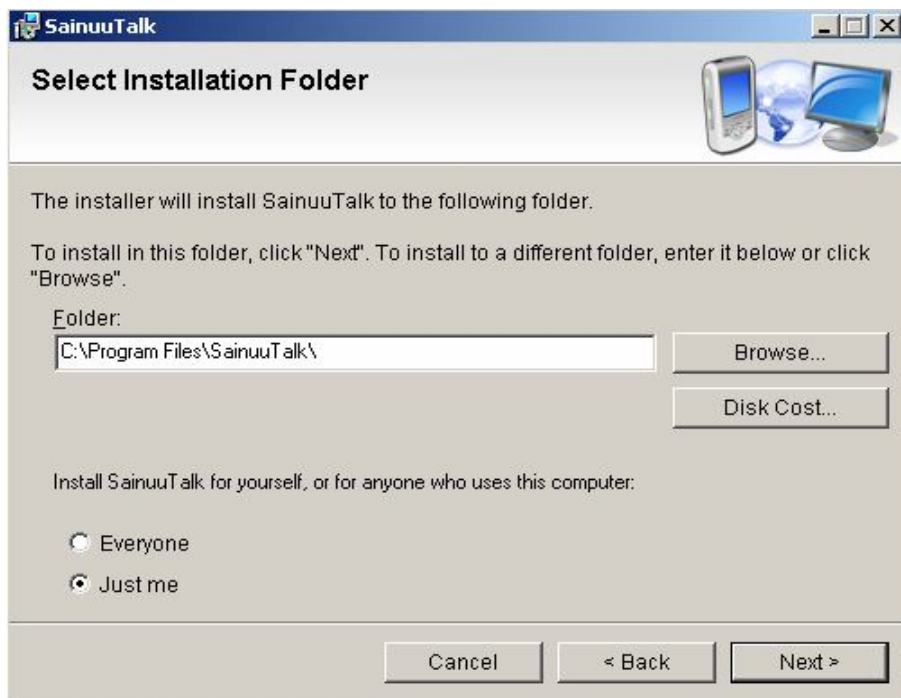 SainuuTalk
Select Installation Folder
The installer will install SainuuTalk to the following folder.
To install in this folder, click "Next". To install to a different folder, enter it below or click
"Browse".
Folder:
C:\Program Files\SainuuTalk\
Browse...
Disk Cost...
Install SainuuTalk for yourself, or for anyone who uses this computer:
Everyone
Just me
Cancel
< Back
Next >